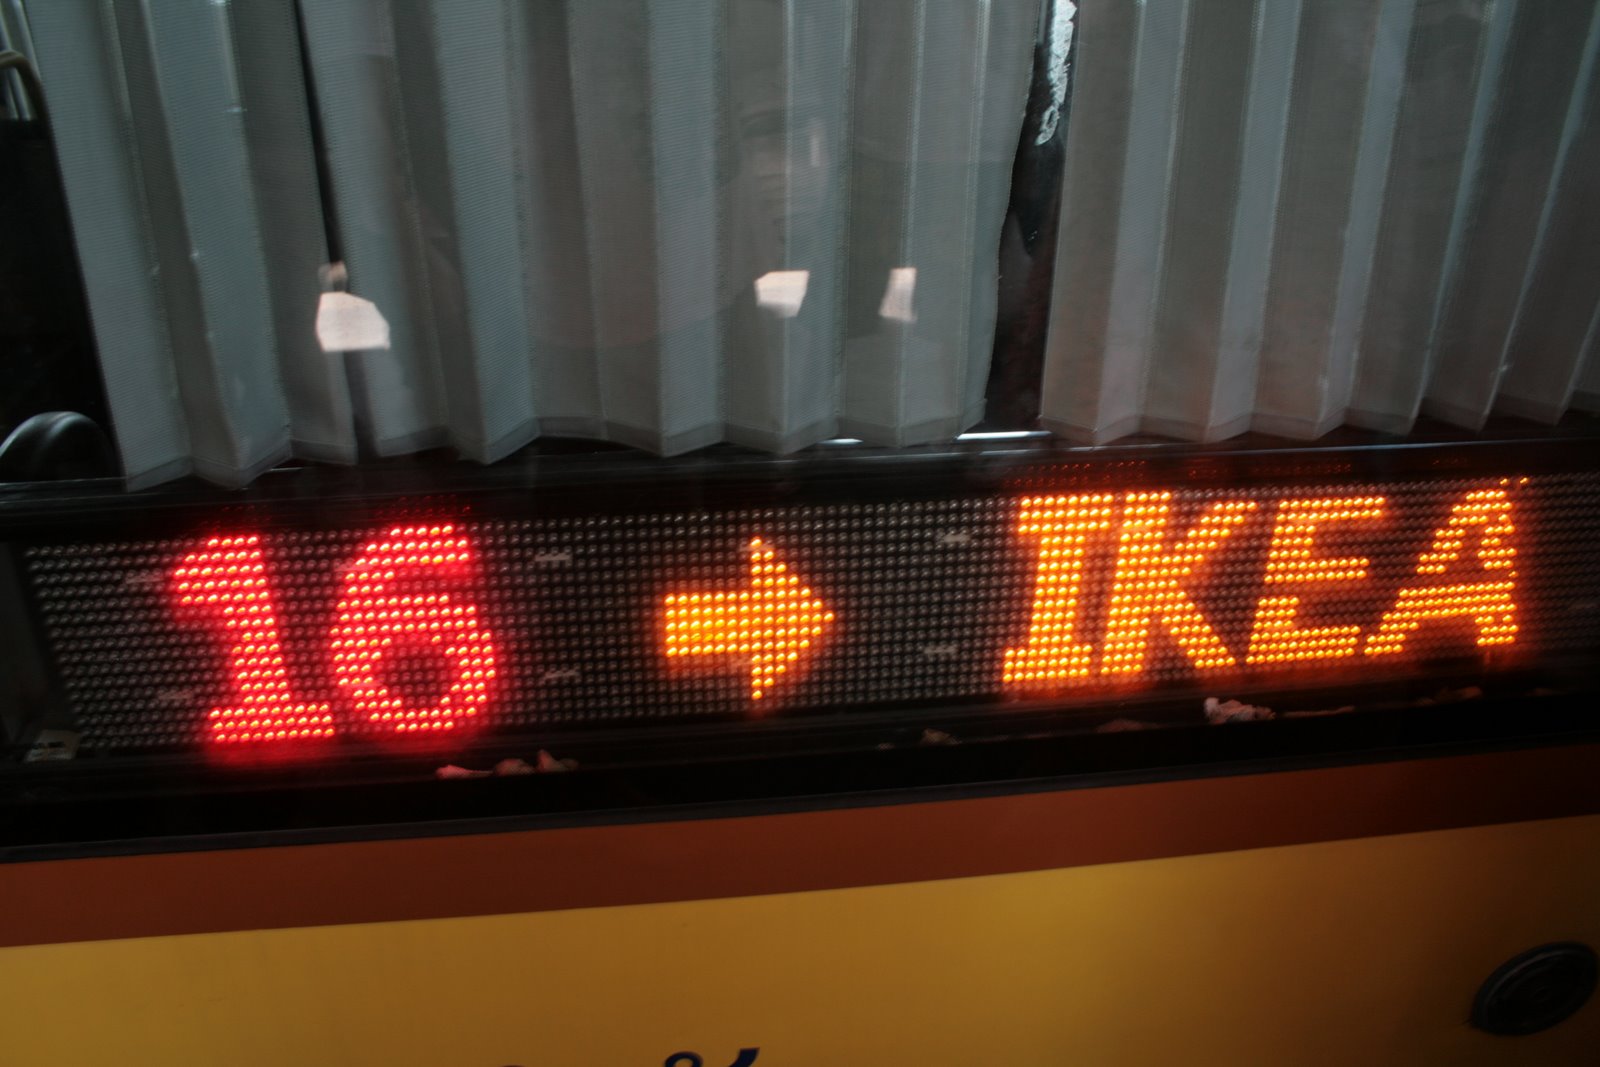 16 → IKEA